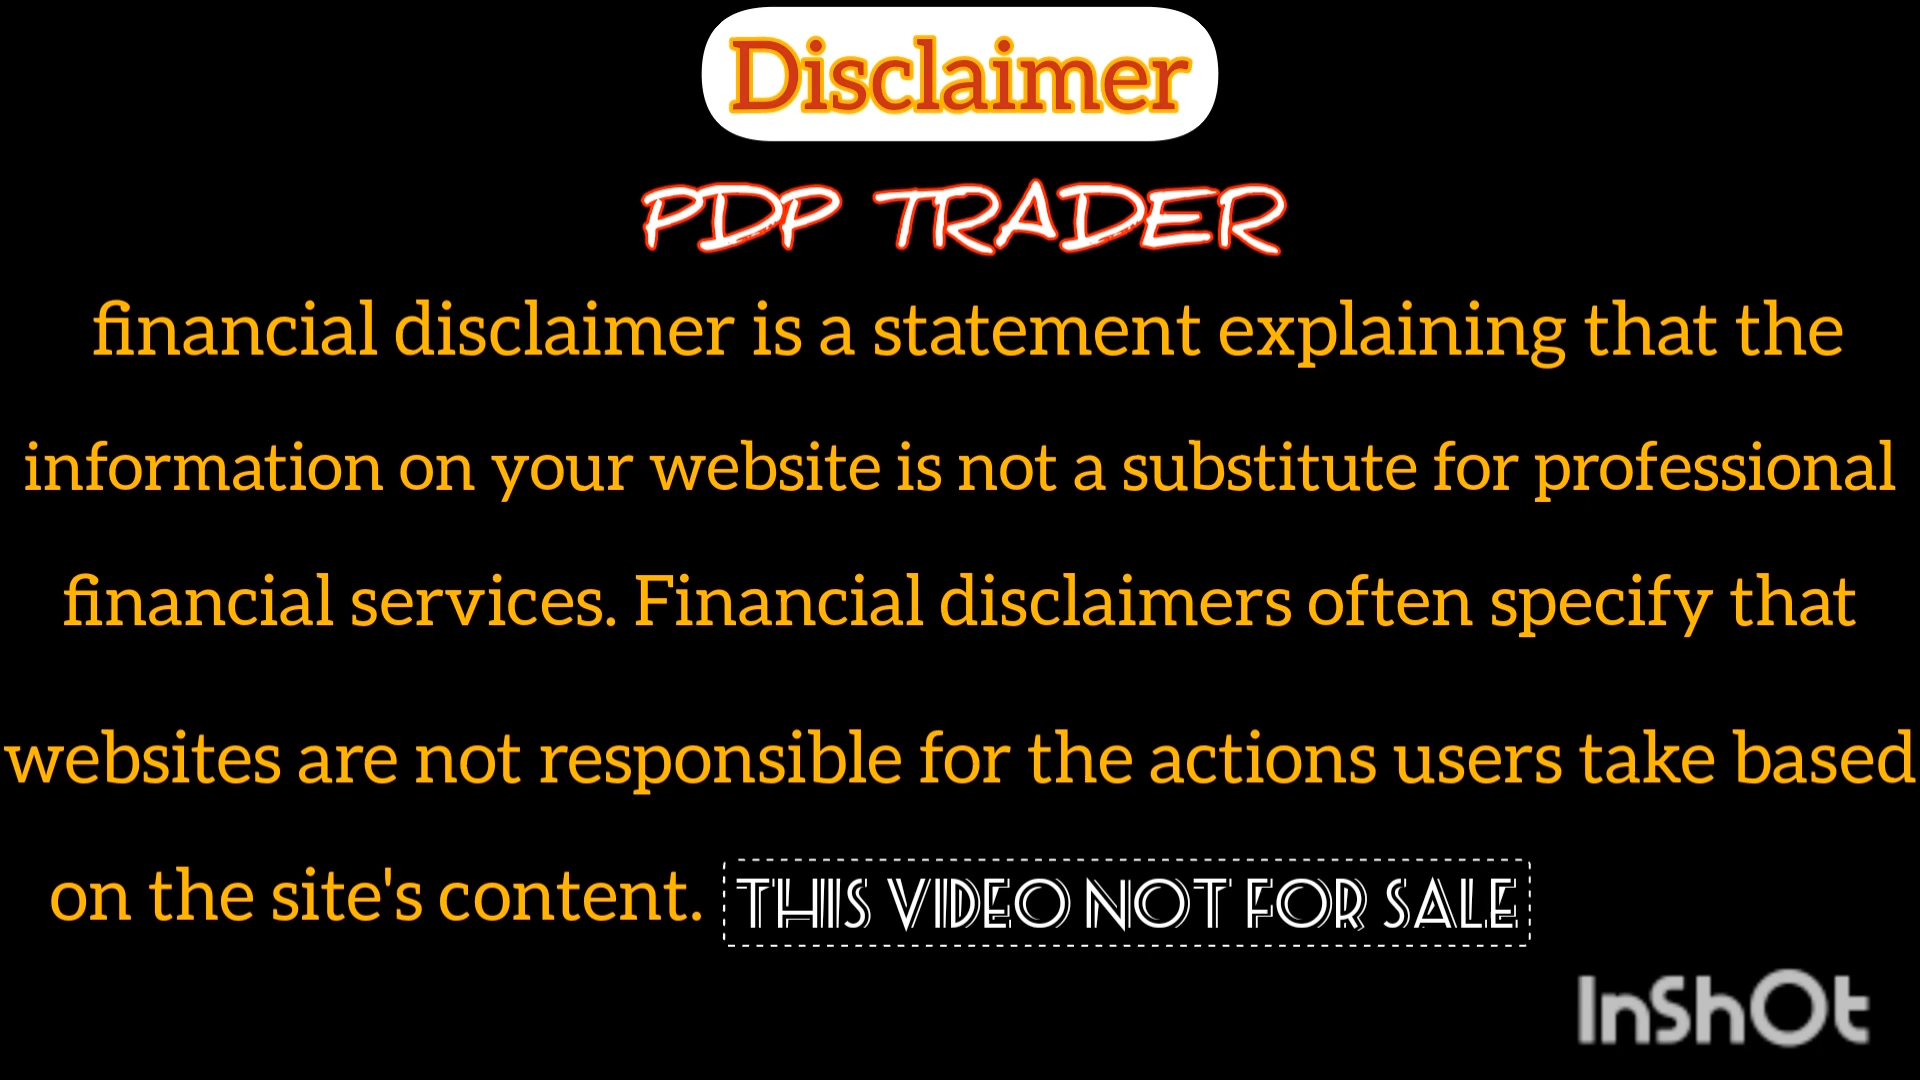 Disclaimer
PDP TRADER
financial disclaimer is a statement explaining that the
information on your website is not a substitute for professional
financial services. Financial disclaimers often specify that
websites are not responsible for the actions users take based
on the site's content. THIS VIDEO NOT FOR SALE
InShOt